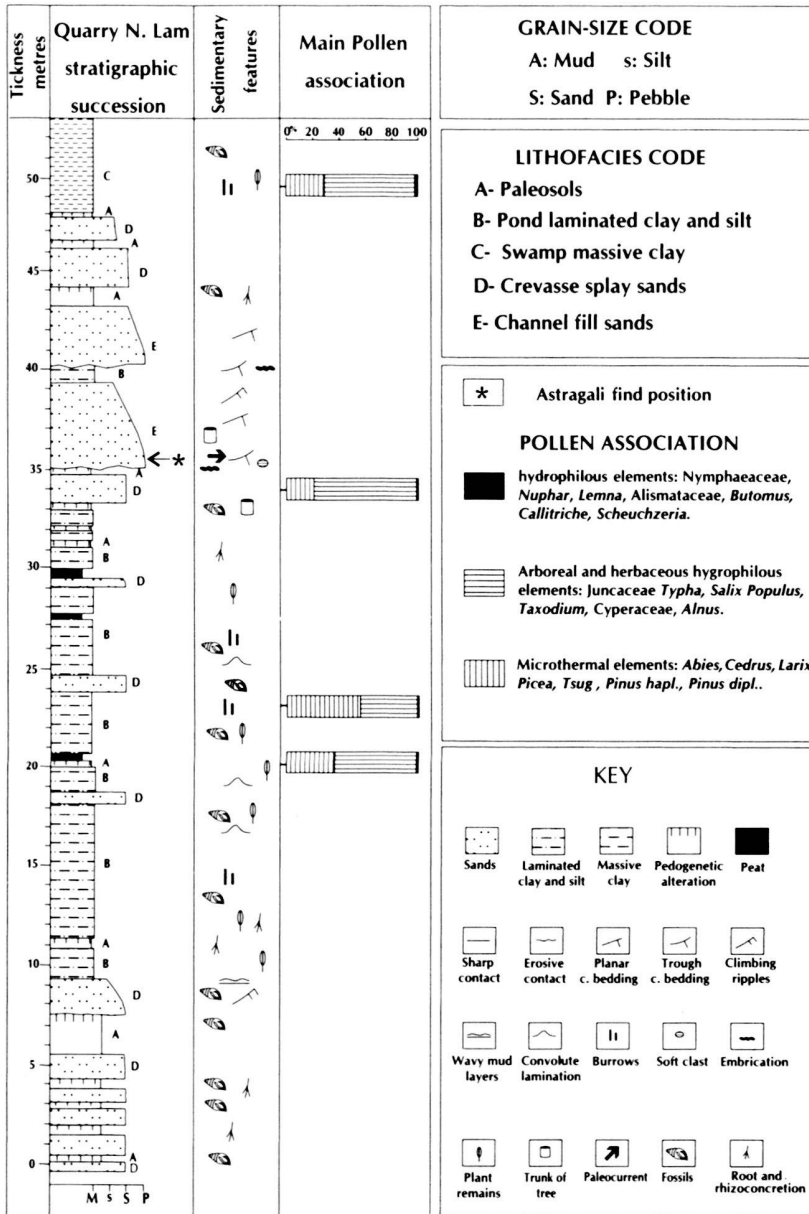 Tickness
metres
Quarry N. Lam
stratigraphic
succession
Sedimentary
features
Main Pollen
association
0% 20 60 100
50
45
40
35
30
25
20
15
10
5
0
C
A
D
A
D
A
E
B
E
A
D
A
B
D
B
D
B
A
B
D
B
A
B
D
A
D
A
D
M s S P
*
GRAIN-SIZE CODE
A: Mud s: Silt
S: Sand P: Pebble
LITHOFACIES CODE
A- Paleosols
B- Pond laminated clay and silt
C- Swamp massive clay
D- Crevasse splay sands
E- Channel fill sands
* Astragali find position
POLLEN ASSOCIATION
hydrophilous elements: Nymphaeaceae,
Nuphar, Lemna, Alismataceae, Butomus,
Callitriche, Scheuchzeria.
Arboreal and herbaceous hygrophilous
elements: Juncaceae Typha, Salix Populus,
Taxodium, Cyperaceae, Alnus.
Microthermal elements: Abies, Cedrus, Larix
Picea, Tsug , Pinus hapl., Pinus dipl..
KEY
Sands
Laminated
clay and silt
Massive
clay
Pedogenetic
alteration
Peat
Sharp
contact
Erosive
contact
Planar
c. bedding
Trough
c. bedding
Climbing
ripples
Wavy mud
layers
Convolute
lamination
Burrows
Soft clast
Embrication
Plant
remains
Trunk of
tree
Paleocurrent
Fossils
Root and
rhizoconcretion